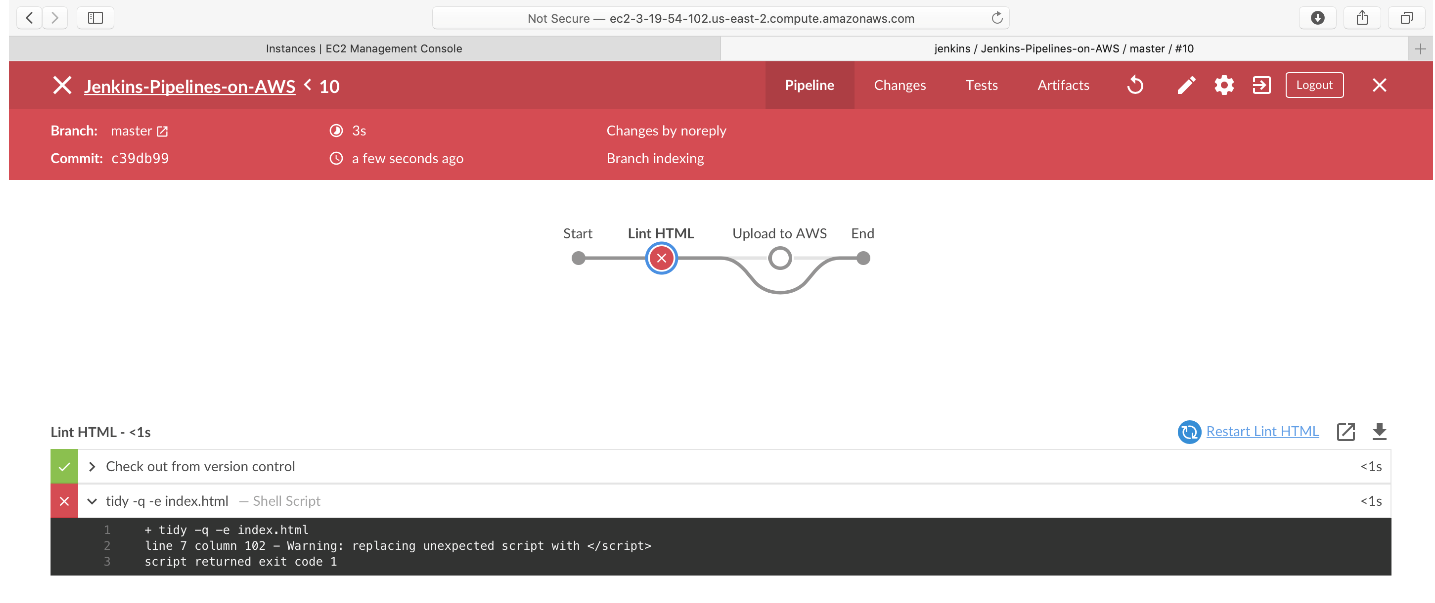 Not Secure — ec2-3-19-54-102.us-east-2.compute.amazonaws.com
Instances | EC2 Management Console
jenkins / Jenkins-Pipelines-on-AWS / master / #10
Jenkins-Pipelines-on-AWS < 10
Pipeline Changes Tests Artifacts Logout
Branch: master 3s Changes by noreply
Commit: c39db99 a few seconds ago Branch indexing
Start Lint HTML Upload to AWS End
Lint HTML - <1s Restart Lint HTML
Check out from version control <1s
tidy -q -e index.html — Shell Script <1s
1 + tidy -q -e index.html
2 line 7 column 102 - Warning: replacing unexpected script with </script>
3 script returned exit code 1